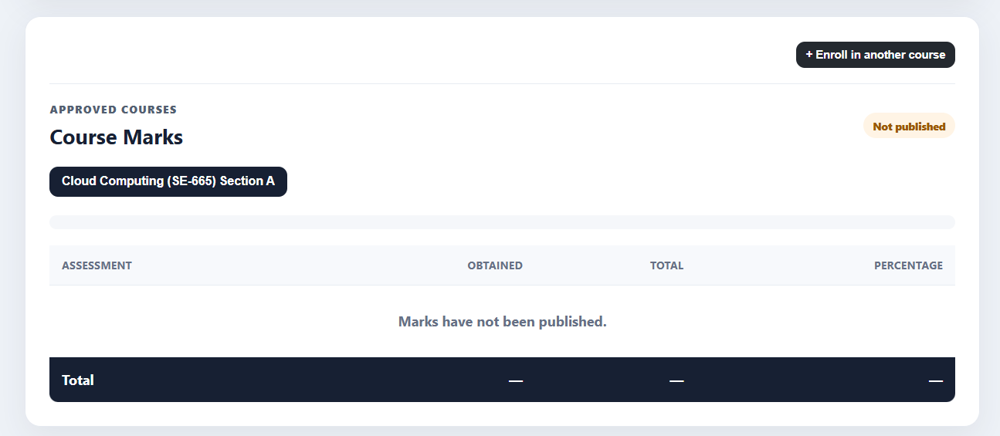 + Enroll in another course
APPROVED COURSES
Course Marks
Not published
Cloud Computing (SE-665) Section A
ASSESSMENT OBTAINED TOTAL PERCENTAGE
Marks have not been published.
Total — — —